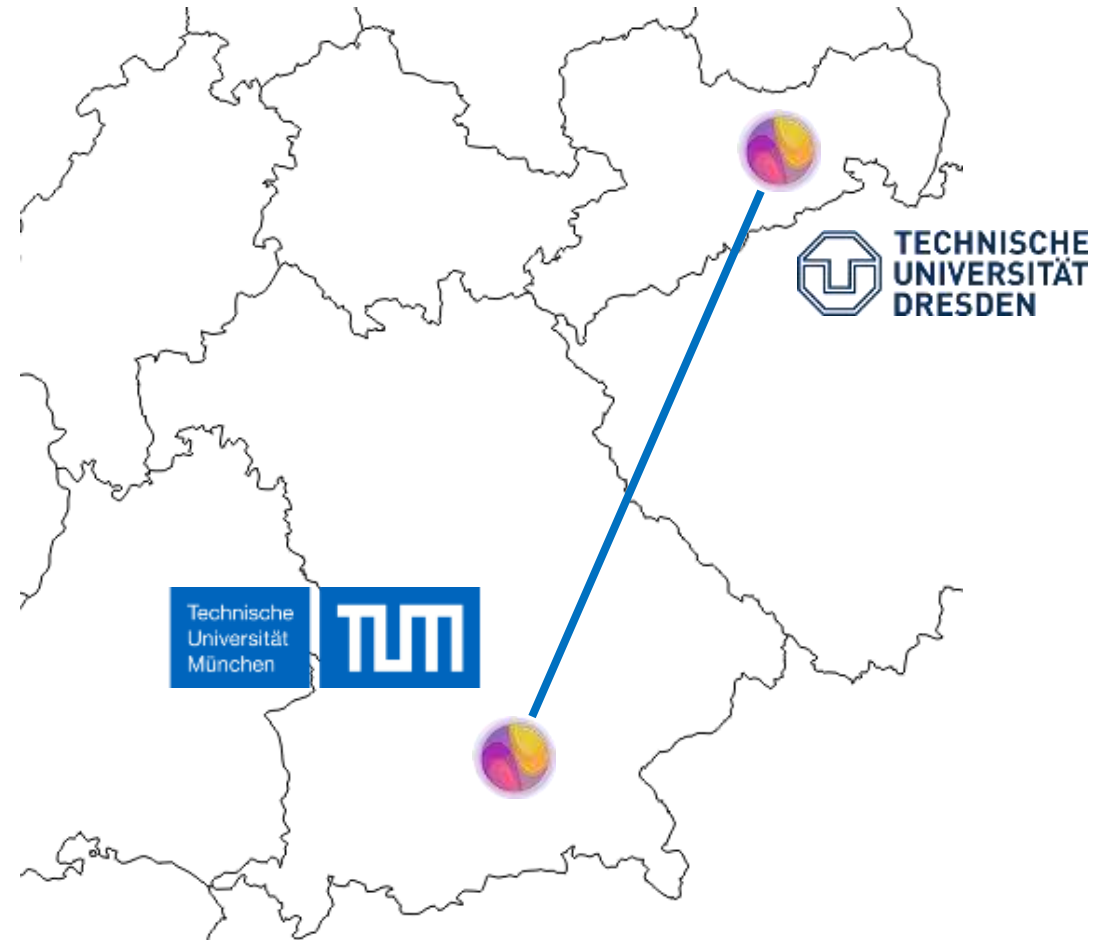 TECHNISCHE
UNIVERSITÄT
DRESDEN
Technische
Universität
München
TUM